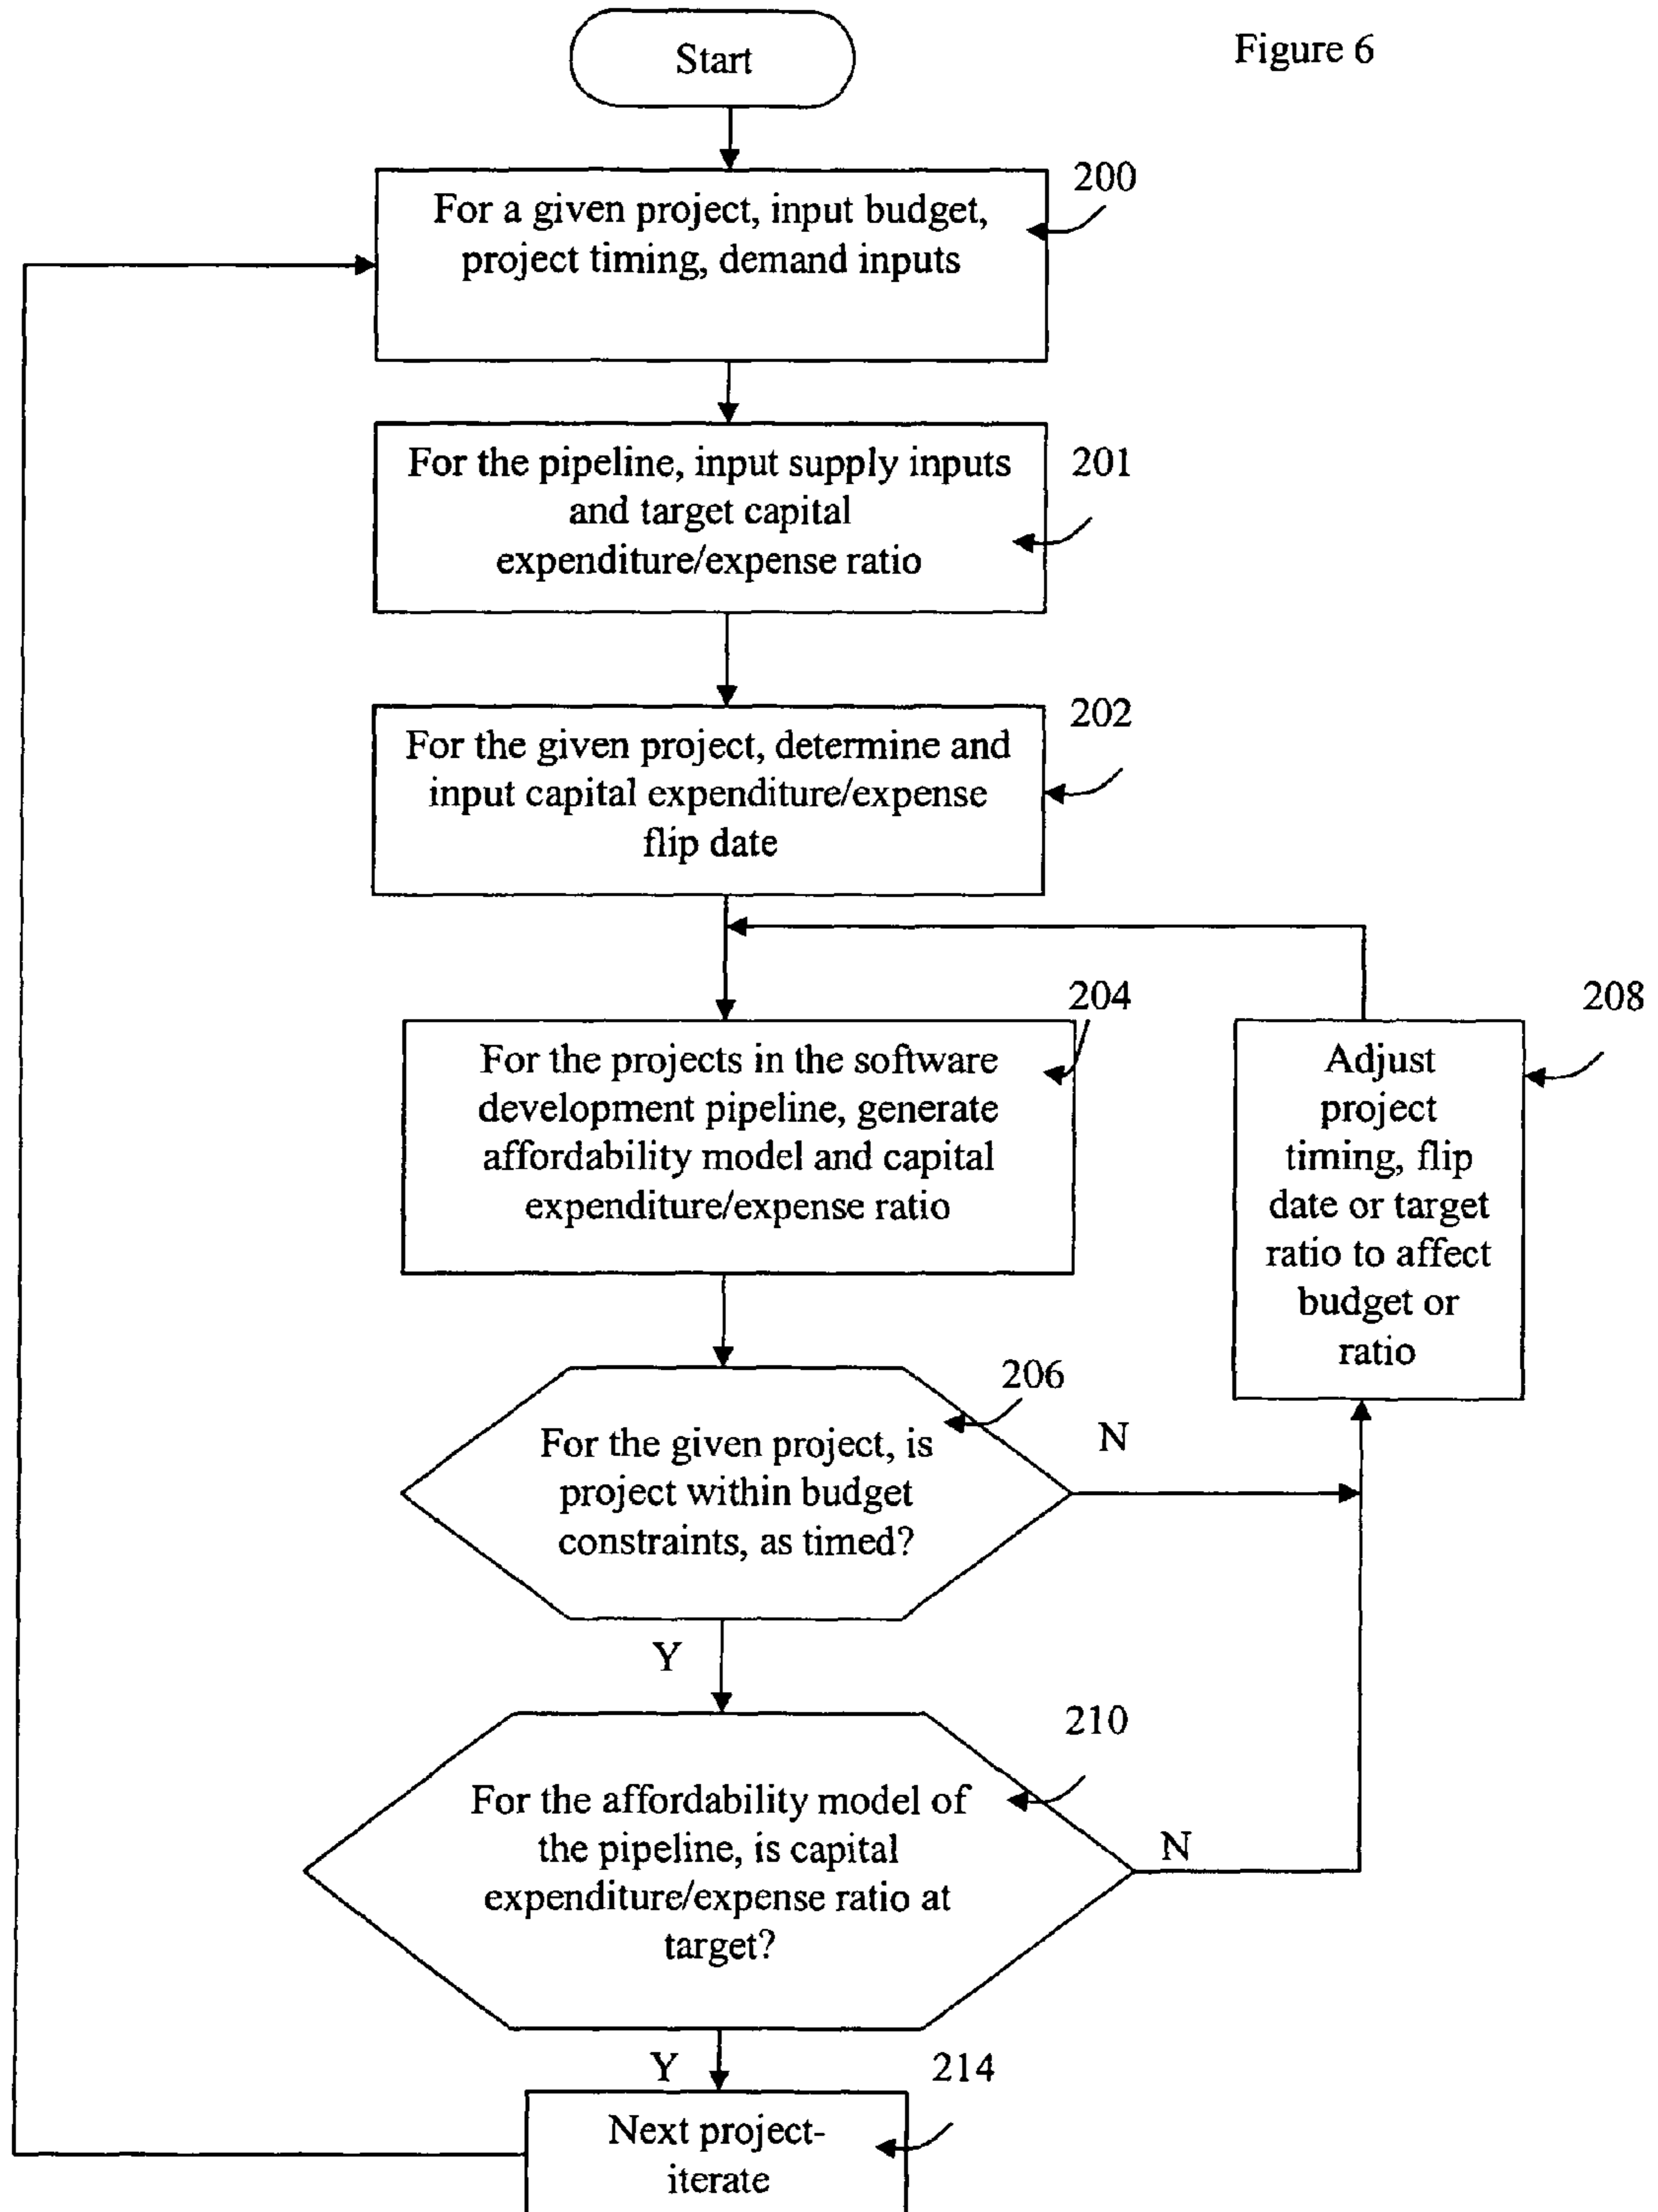 Figure 6
Start
200
For a given project, input budget,
project timing, demand inputs
201
For the pipeline, input supply inputs
and target capital
expenditure/expense ratio
202
For the given project, determine and
input capital expenditure/expense
flip date
204
For the projects in the software
development pipeline, generate
affordability model and capital
expenditure/expense ratio
208
Adjust
project
timing, flip
date or target
ratio to affect
budget or
ratio
206
For the given project, is
project within budget
constraints, as timed?
N
Y
210
For the affordability model of
the pipeline, is capital
expenditure/expense ratio at
target?
N
Y
214
Next project-
iterate